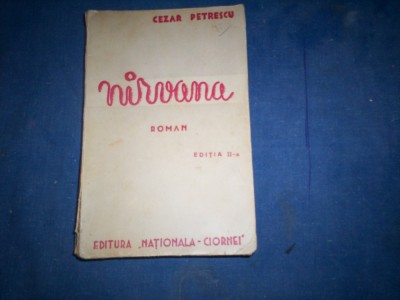 CEZAR PETRESCU
nirvana
ROMAN
EDIȚIA II-a
EDITURA „NAȚIONALA - CIORNEI"